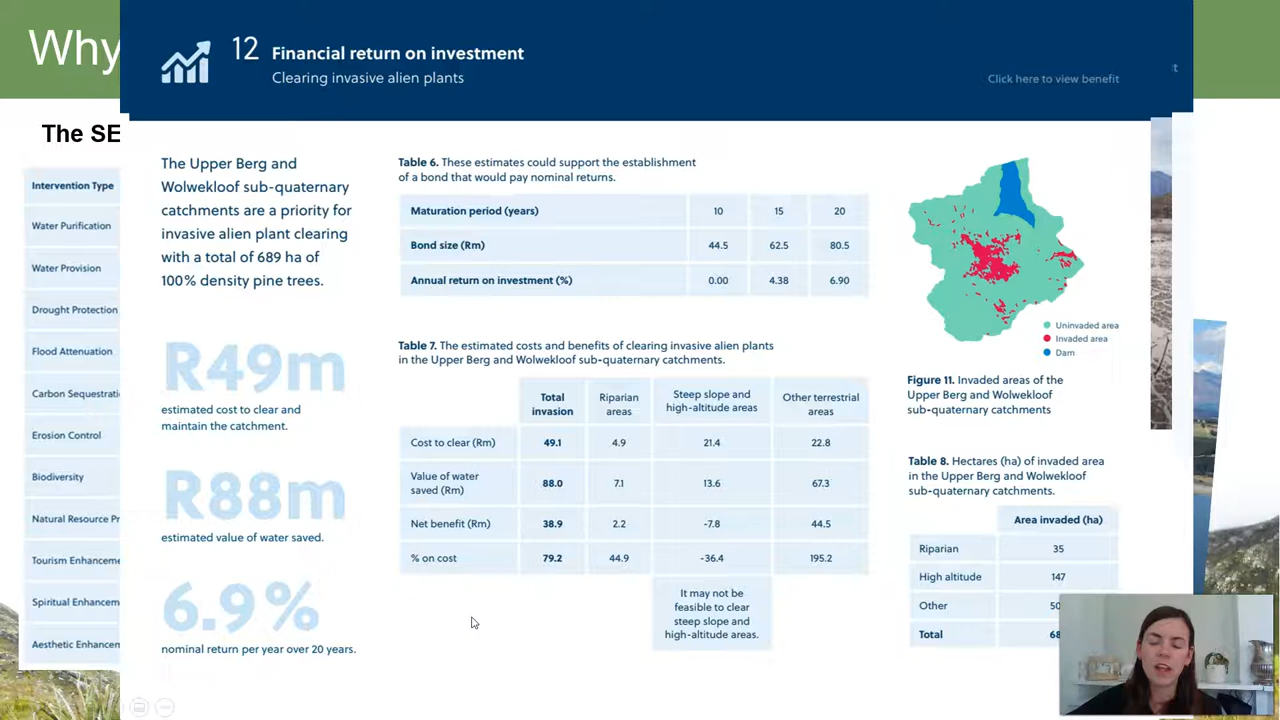 Why
The SE
Intervention Type
Water Purification
Water Provision
Drought Protection
Flood Attenuation
Carbon Sequestrati
Erosion Control
Biodiversity
Natural Resource Pr
Tourism Enhanceme
Spiritual Enhancem
Aesthetic Enhancem
12 Financial return on investment
Clearing invasive alien plants
Click here to view benefit
t
The Upper Berg and
Wolwekloof sub-quaternary
catchments are a priority for
invasive alien plant clearing
with a total of 689 ha of
100% density pine trees.
R49m
estimated cost to clear and
maintain the catchment.
R88m
estimated value of water saved.
6.9%
nominal return per year over 20 years.
Table 6. These estimates could support the establishment
of a bond that would pay nominal returns.
Maturation period (years) 10 15 20
Bond size (Rm) 44.5 62.5 80.5
Annual return on investment (%) 0.00 4.38 6.90
Table 7. The estimated costs and benefits of clearing invasive alien plants
in the Upper Berg and Wolwekloof sub-quaternary catchments.
Total Riparian Steep slope and Other terrestrial
invasion areas high-altitude areas areas
Cost to clear (Rm) 49.1 4.9 21.4 22.8
Value of water
saved (Rm) 88.0 7.1 13.6 67.3
Net benefit (Rm) 38.9 2.2 -7.8 44.5
% on cost 79.2 44.9 -36.4 195.2
It may not be
feasible to clear
steep slope and
high-altitude areas.
Uninvaded area
Invaded area
Dam
Figure 11. Invaded areas of the
Upper Berg and Wolwekloof
sub-quaternary catchments
Table 8. Hectares (ha) of invaded area
in the Upper Berg and Wolwekloof
sub-quaternary catchments.
Area invaded (ha)
Riparian 35
High altitude 147
Other 50
Total 68